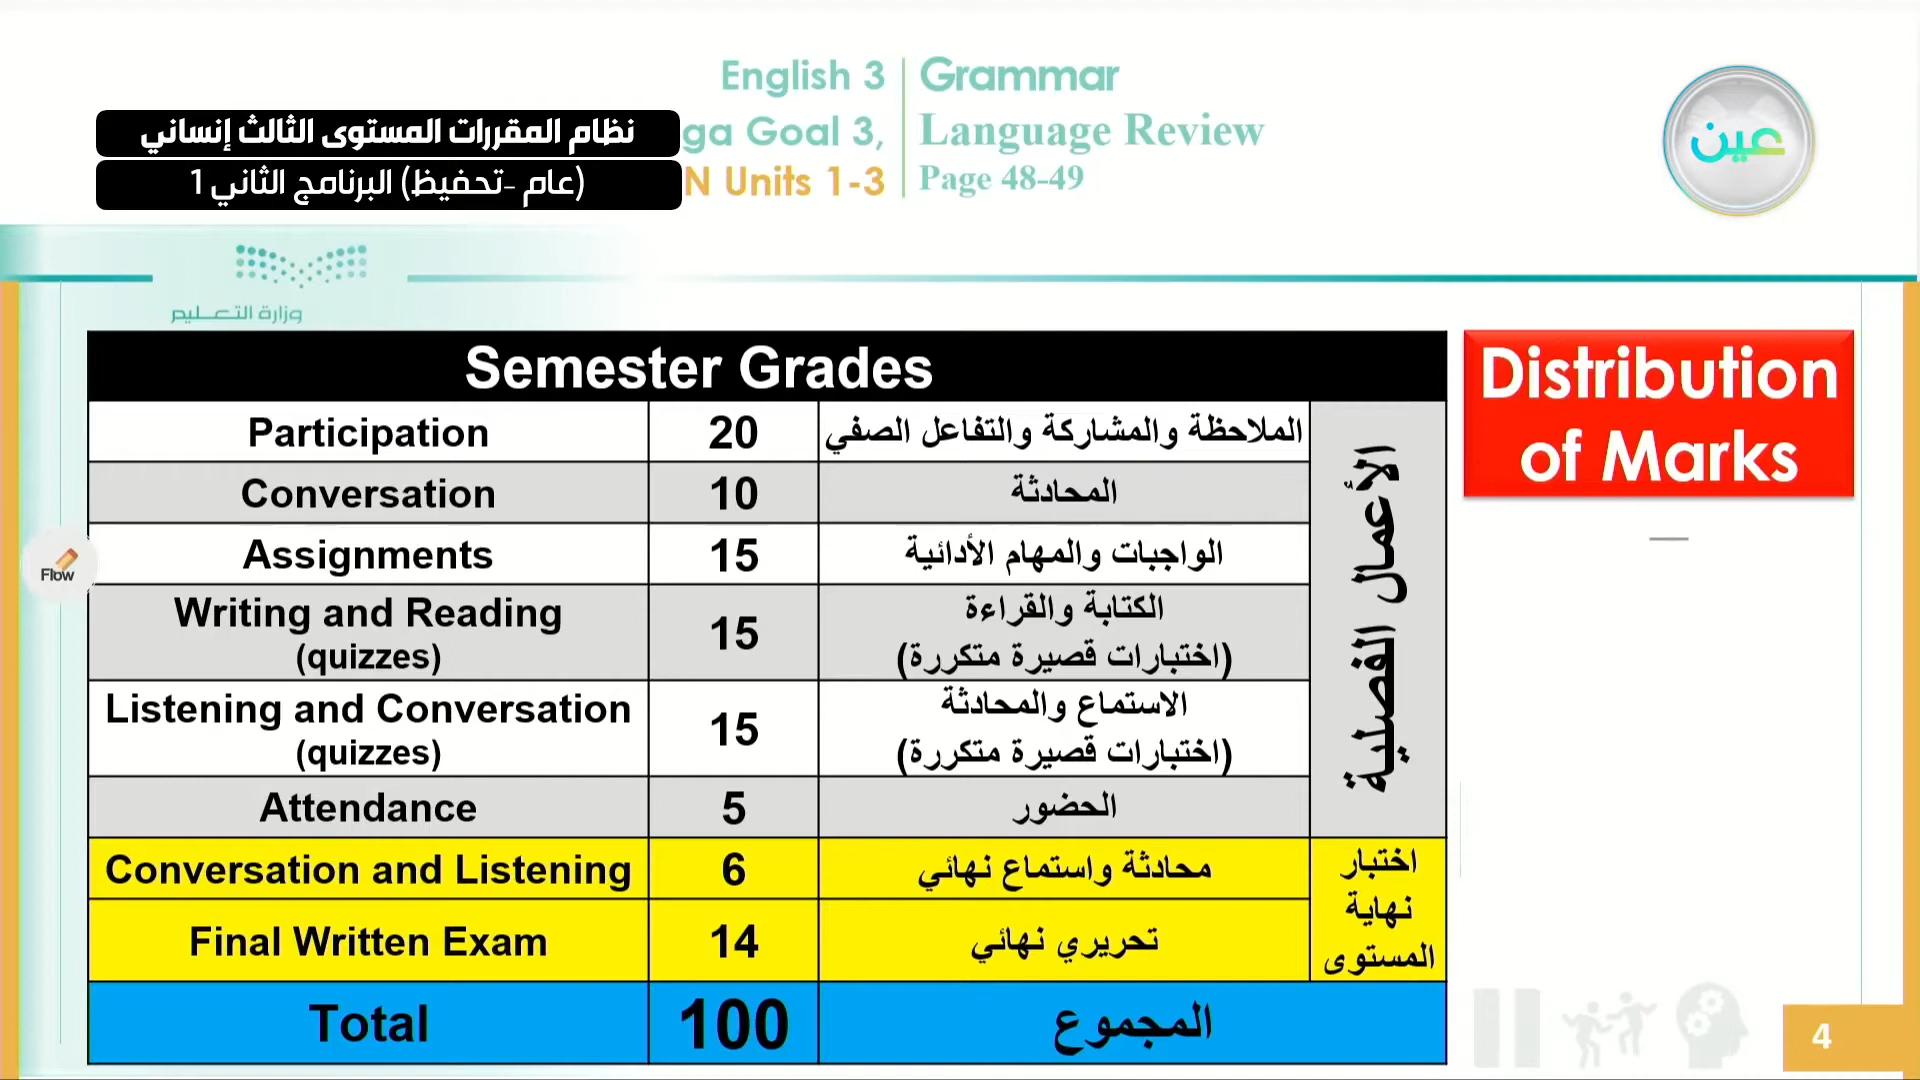 English 3
Grammar
ga Goal 3,
Language Review
N Units 1-3
Page 48-49
نظام المقررات المستوى الثالث إنساني
(عام -تحفيظ) البرنامج الثاني 1
عين
وزارة التعليم
Semester Grades
Distribution
of Marks
Participation 20 الملاحظة والمشاركة والتفاعل الصفي
Conversation 10 المحادثة
Assignments 15 الواجبات والمهام الأدائية
Writing and Reading
(quizzes)
15
الكتابة والقراءة
(اختبارات قصيرة متكررة)
Listening and Conversation
(quizzes)
15
الاستماع والمحادثة
(اختبارات قصيرة متكررة)
Attendance 5 الحضور
الأعمال الفصلية
Conversation and Listening 6 محادثة واستماع نهائي
Final Written Exam 14 تحريري نهائي
اختبار
نهاية
المستوى
Total 100 المجموع
Flow
4